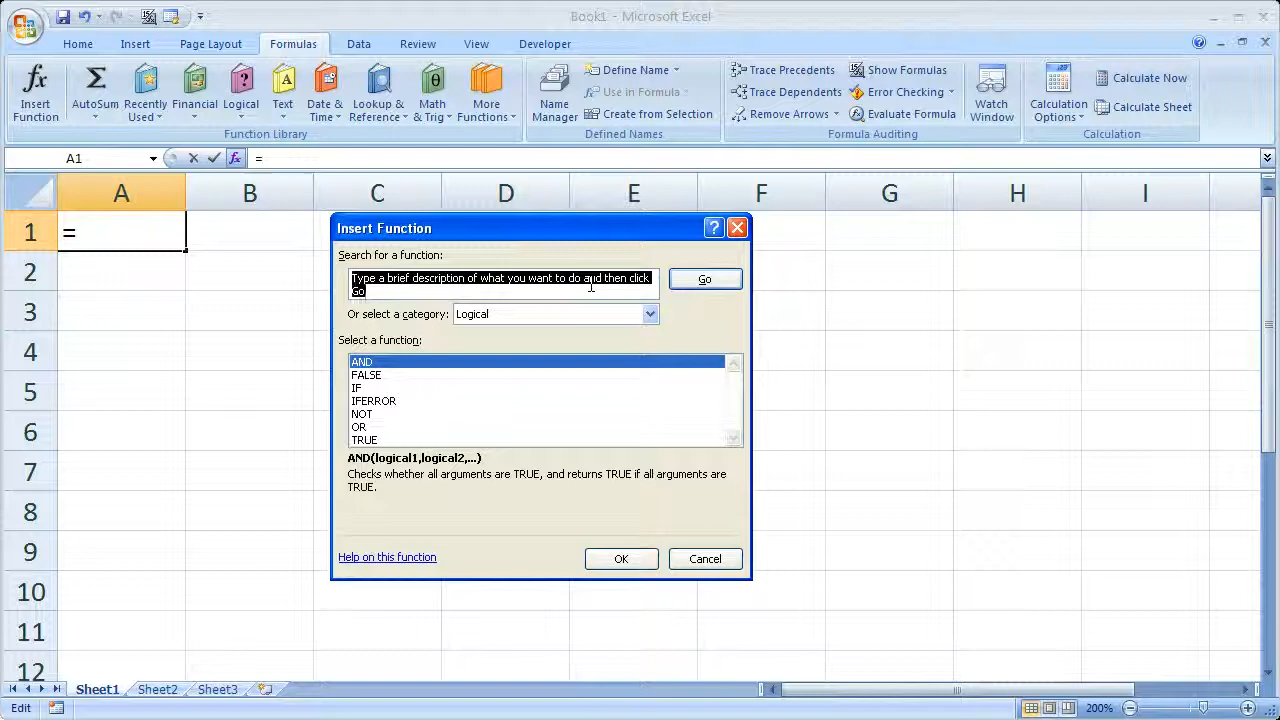 Book1 - Microsoft Excel
Home Insert Page Layout Formulas Data Review View Developer
Insert Function
AutoSum
Recently Used
Financial
Logical
Text
Date & Time
Lookup & Reference
Math & Trig
More Functions
Function Library
Name Manager
Define Name
Use in Formula
Create from Selection
Defined Names
Trace Precedents
Trace Dependents
Remove Arrows
Show Formulas
Error Checking
Evaluate Formula
Formula Auditing
Watch Window
Calculation Options
Calculate Now
Calculate Sheet
Calculation
A1 fx =
A B C D E F G H I
1 =
2
3
4
5
6
7
8
9
10
11
12
Insert Function
Search for a function:
Type a brief description of what you want to do and then click
Go
Go
Or select a category: Logical
Select a function:
AND
FALSE
IF
IFERROR
NOT
OR
TRUE
AND(logical1,logical2,...)
Checks whether all arguments are TRUE, and returns TRUE if all arguments are
TRUE.
Help on this function
OK Cancel
Sheet1 Sheet2 Sheet3
Edit 200%